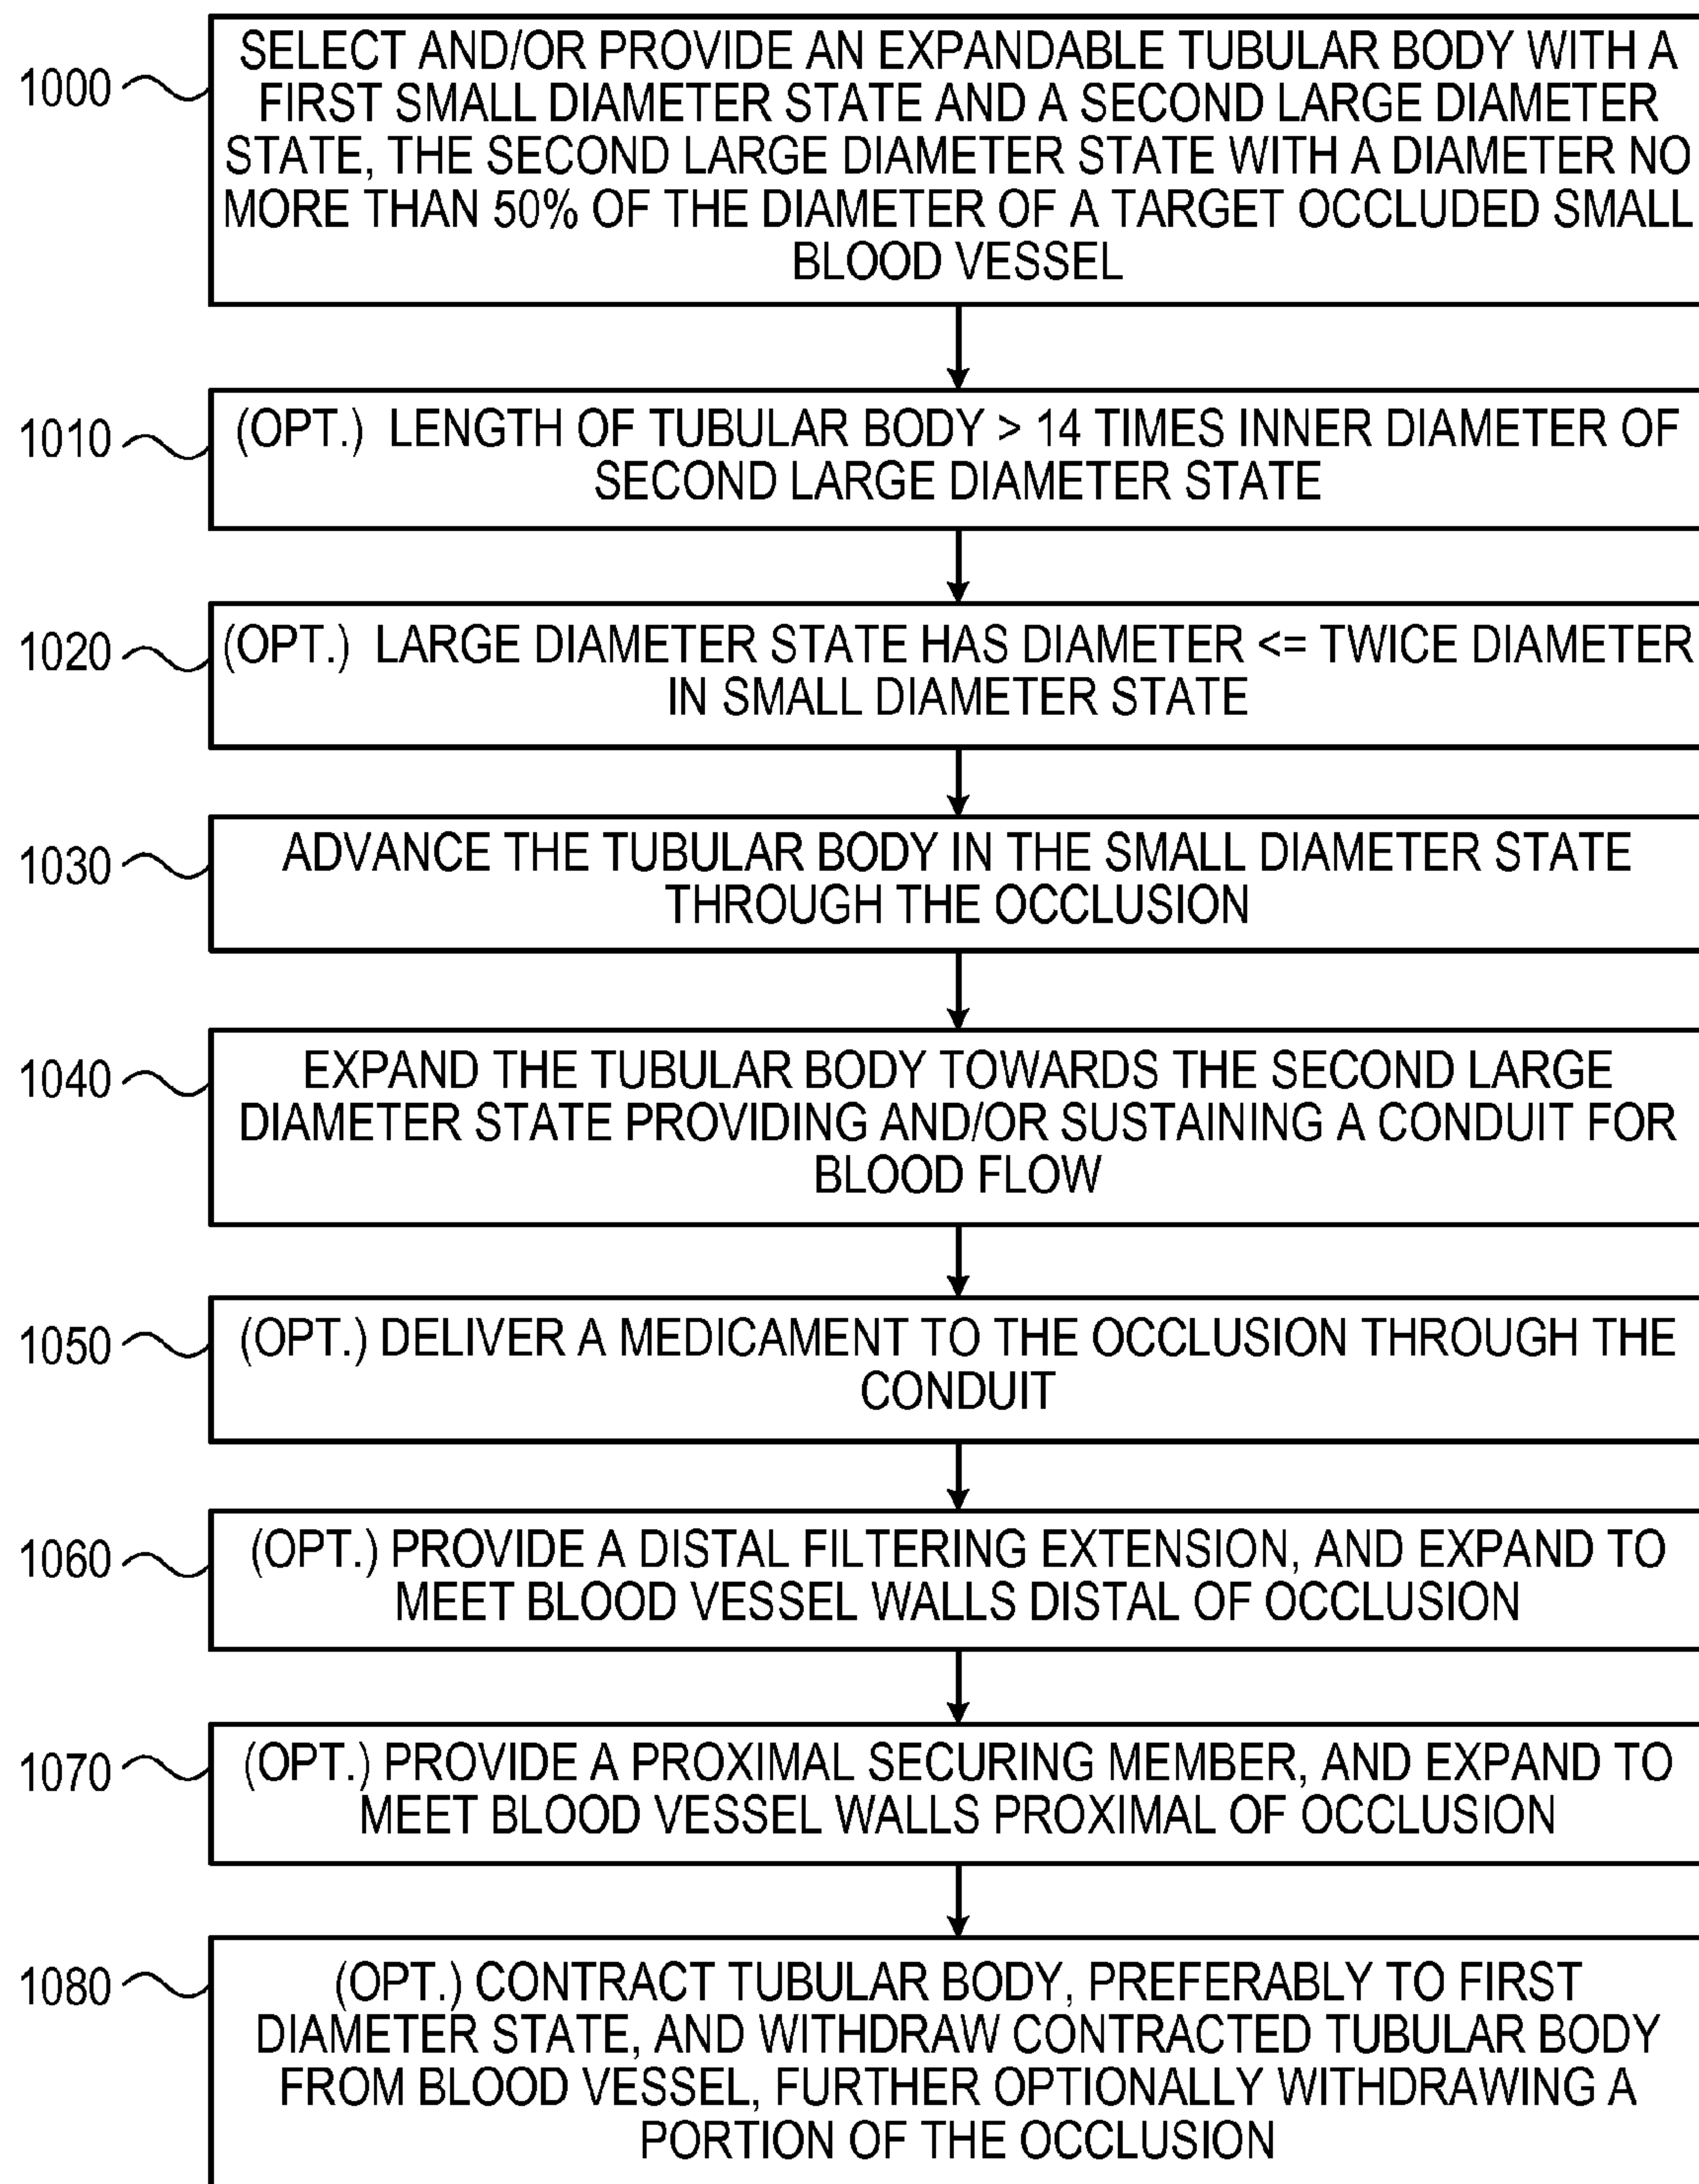 1000
SELECT AND/OR PROVIDE AN EXPANDABLE TUBULAR BODY WITH A
FIRST SMALL DIAMETER STATE AND A SECOND LARGE DIAMETER
STATE, THE SECOND LARGE DIAMETER STATE WITH A DIAMETER NO
MORE THAN 50% OF THE DIAMETER OF A TARGET OCCLUDED SMALL
BLOOD VESSEL
1010
(OPT.) LENGTH OF TUBULAR BODY > 14 TIMES INNER DIAMETER OF
SECOND LARGE DIAMETER STATE
1020
(OPT.) LARGE DIAMETER STATE HAS DIAMETER <= TWICE DIAMETER
IN SMALL DIAMETER STATE
1030
ADVANCE THE TUBULAR BODY IN THE SMALL DIAMETER STATE
THROUGH THE OCCLUSION
1040
EXPAND THE TUBULAR BODY TOWARDS THE SECOND LARGE
DIAMETER STATE PROVIDING AND/OR SUSTAINING A CONDUIT FOR
BLOOD FLOW
1050
(OPT.) DELIVER A MEDICAMENT TO THE OCCLUSION THROUGH THE
CONDUIT
1060
(OPT.) PROVIDE A DISTAL FILTERING EXTENSION, AND EXPAND TO
MEET BLOOD VESSEL WALLS DISTAL OF OCCLUSION
1070
(OPT.) PROVIDE A PROXIMAL SECURING MEMBER, AND EXPAND TO
MEET BLOOD VESSEL WALLS PROXIMAL OF OCCLUSION
1080
(OPT.) CONTRACT TUBULAR BODY, PREFERABLY TO FIRST
DIAMETER STATE, AND WITHDRAW CONTRACTED TUBULAR BODY
FROM BLOOD VESSEL, FURTHER OPTIONALLY WITHDRAWING A
PORTION OF THE OCCLUSION